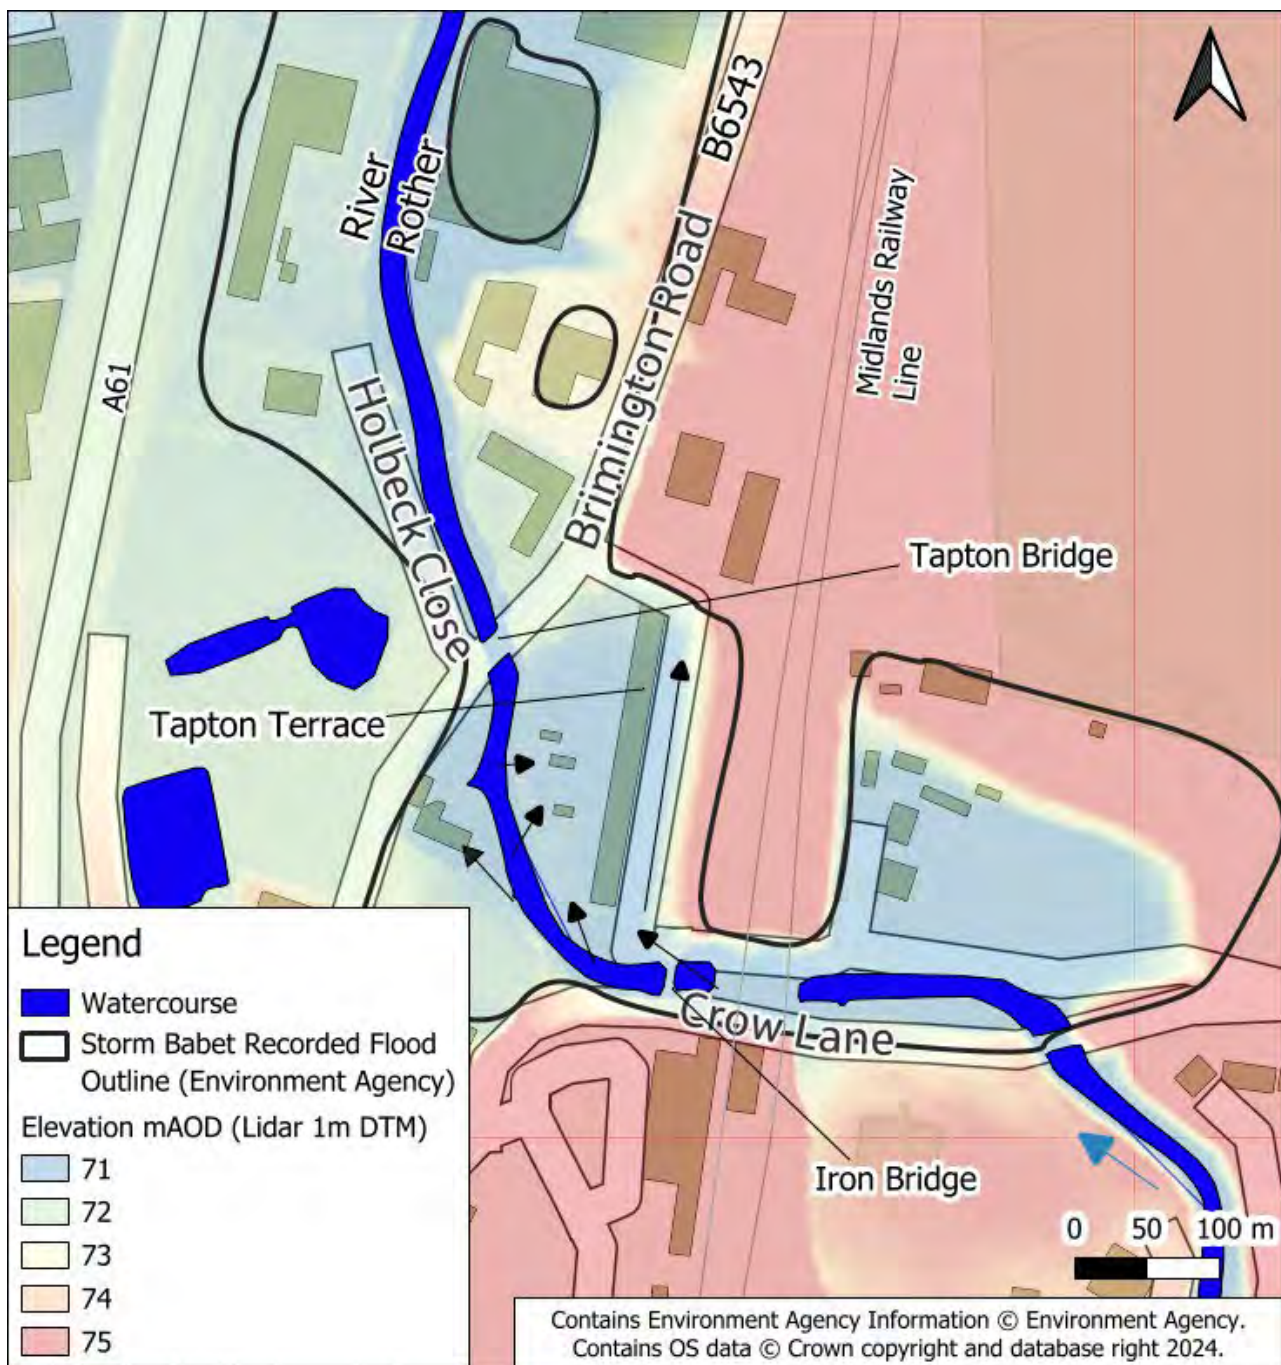 B6543
River
Rother
Midlands Railway
Line
Brimington Road
A61
Holbeck Close
Tapton Bridge
Tapton Terrace
Crow Lane
Iron Bridge
Legend
Watercourse
Storm Babet Recorded Flood
Outline (Environment Agency)
Elevation mAOD (Lidar 1m DTM)
71
72
73
74
75
0 50 100 m
Contains Environment Agency Information © Environment Agency.
Contains OS data © Crown copyright and database right 2024.